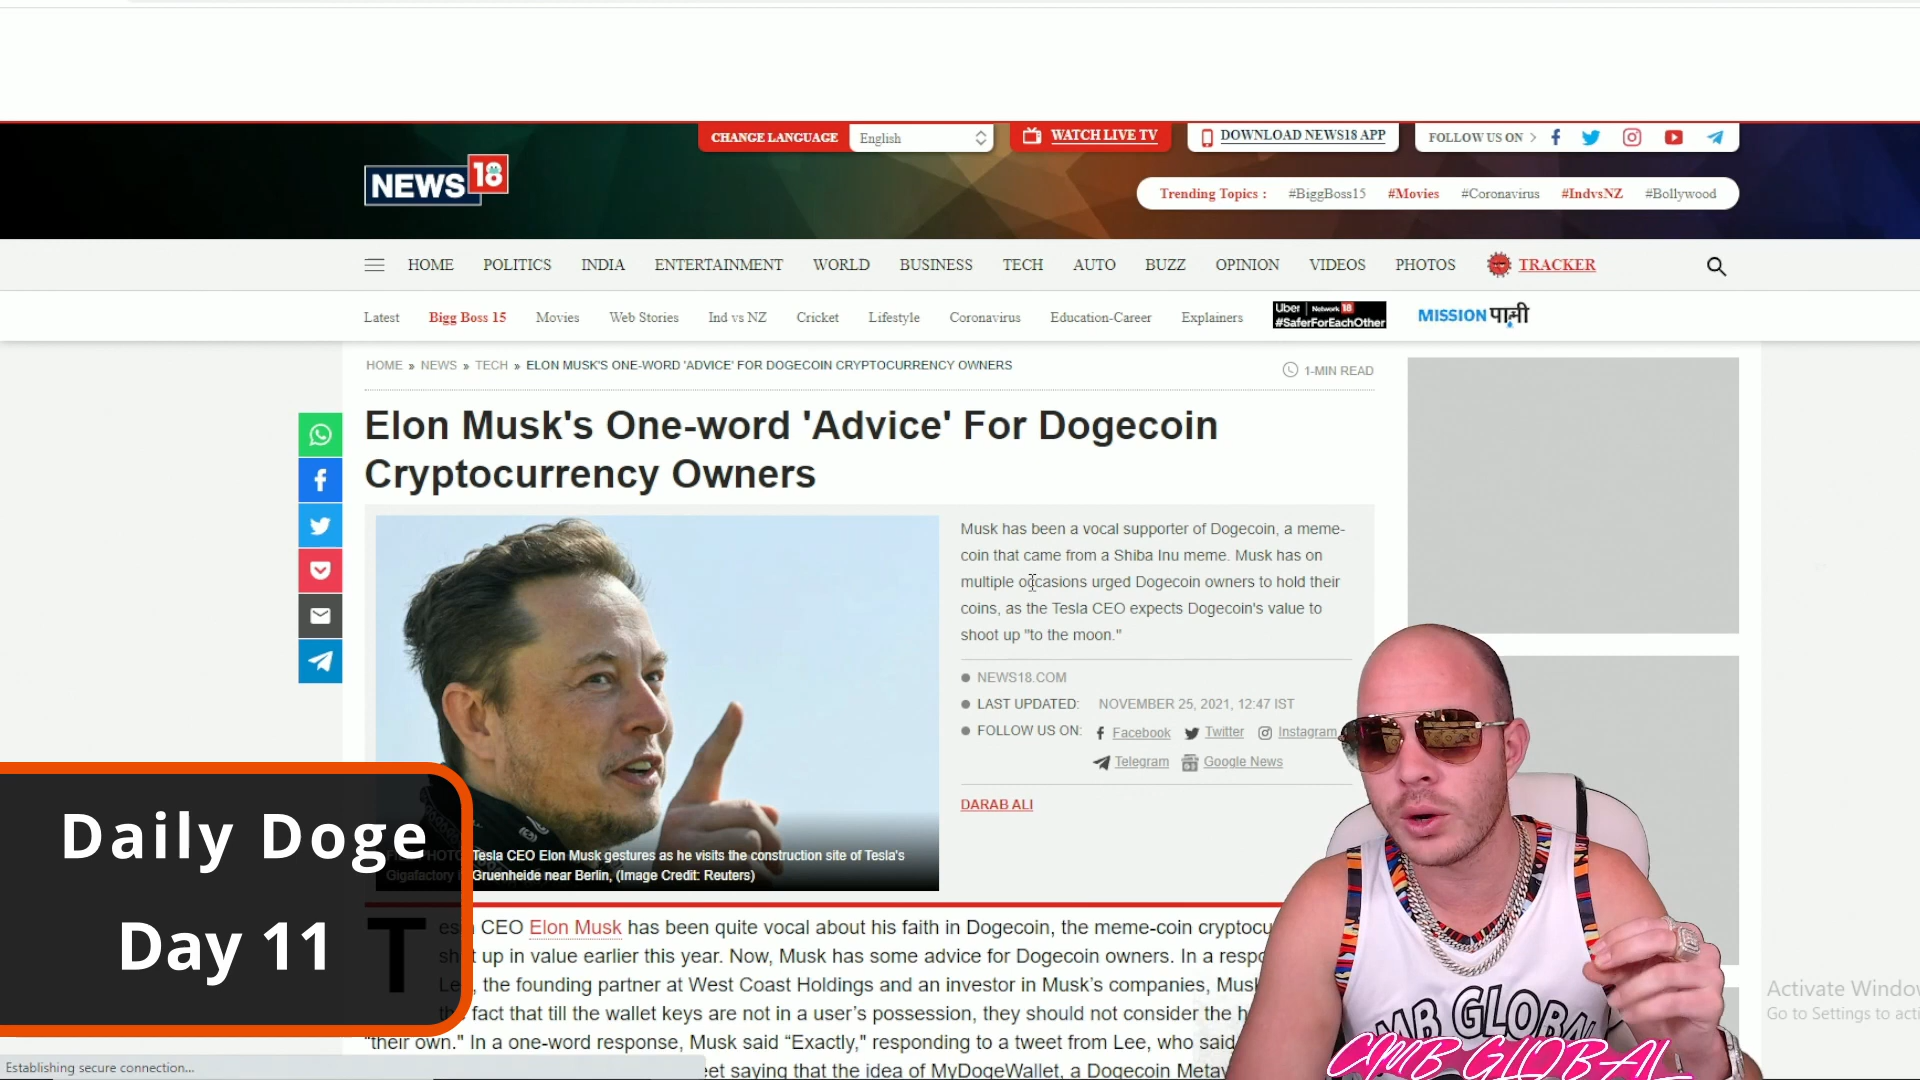 CHANGE LANGUAGE English WATCH LIVE TV DOWNLOAD NEWS18 APP FOLLOW US ON
NEWS 18
Trending Topics : #BiggBoss15 #Movies #Coronavirus #IndvsNZ #Bollywood
HOME POLITICS INDIA ENTERTAINMENT WORLD BUSINESS TECH AUTO BUZZ OPINION VIDEOS PHOTOS TRACKER
Latest Bigg Boss 15 Movies Web Stories Ind vs NZ Cricket Lifestyle Coronavirus Education-Career Explainers
Uber Network 18
#SaferForEachOther
MISSION पानी
HOME » NEWS » TECH » ELON MUSK'S ONE-WORD 'ADVICE' FOR DOGECOIN CRYPTOCURRENCY OWNERS
1-MIN READ
Elon Musk's One-word 'Advice' For Dogecoin
Cryptocurrency Owners
Musk has been a vocal supporter of Dogecoin, a meme-
coin that came from a Shiba Inu meme. Musk has on
multiple occasions urged Dogecoin owners to hold their
coins, as the Tesla CEO expects Dogecoin's value to
shoot up "to the moon."
NEWS18.COM
LAST UPDATED: NOVEMBER 25, 2021, 12:47 IST
FOLLOW US ON: Facebook Twitter Instagram
Telegram Google News
DARAB ALI
Tesla CEO Elon Musk gestures as he visits the construction site of Tesla's
Gruenheide near Berlin, (Image Credit: Reuters)
Daily Doge
Day 11
CEO Elon Musk has been quite vocal about his faith in Dogecoin, the meme-coin
up in value earlier this year. Now, Musk has some advice for Dogecoin owners. In a
the founding partner at West Coast Holdings and an investor in Musk's companies,
fact that till the wallet keys are not in a user's possession, they should not consider the
"their own." In a one-word response, Musk said "Exactly," responding to a tweet from Lee, who said
saying that the idea of MyDogeWallet, a Dogecoin
CMB GLOBAL
Activate Windo
Go to Settings to acti
Establishing secure connection...